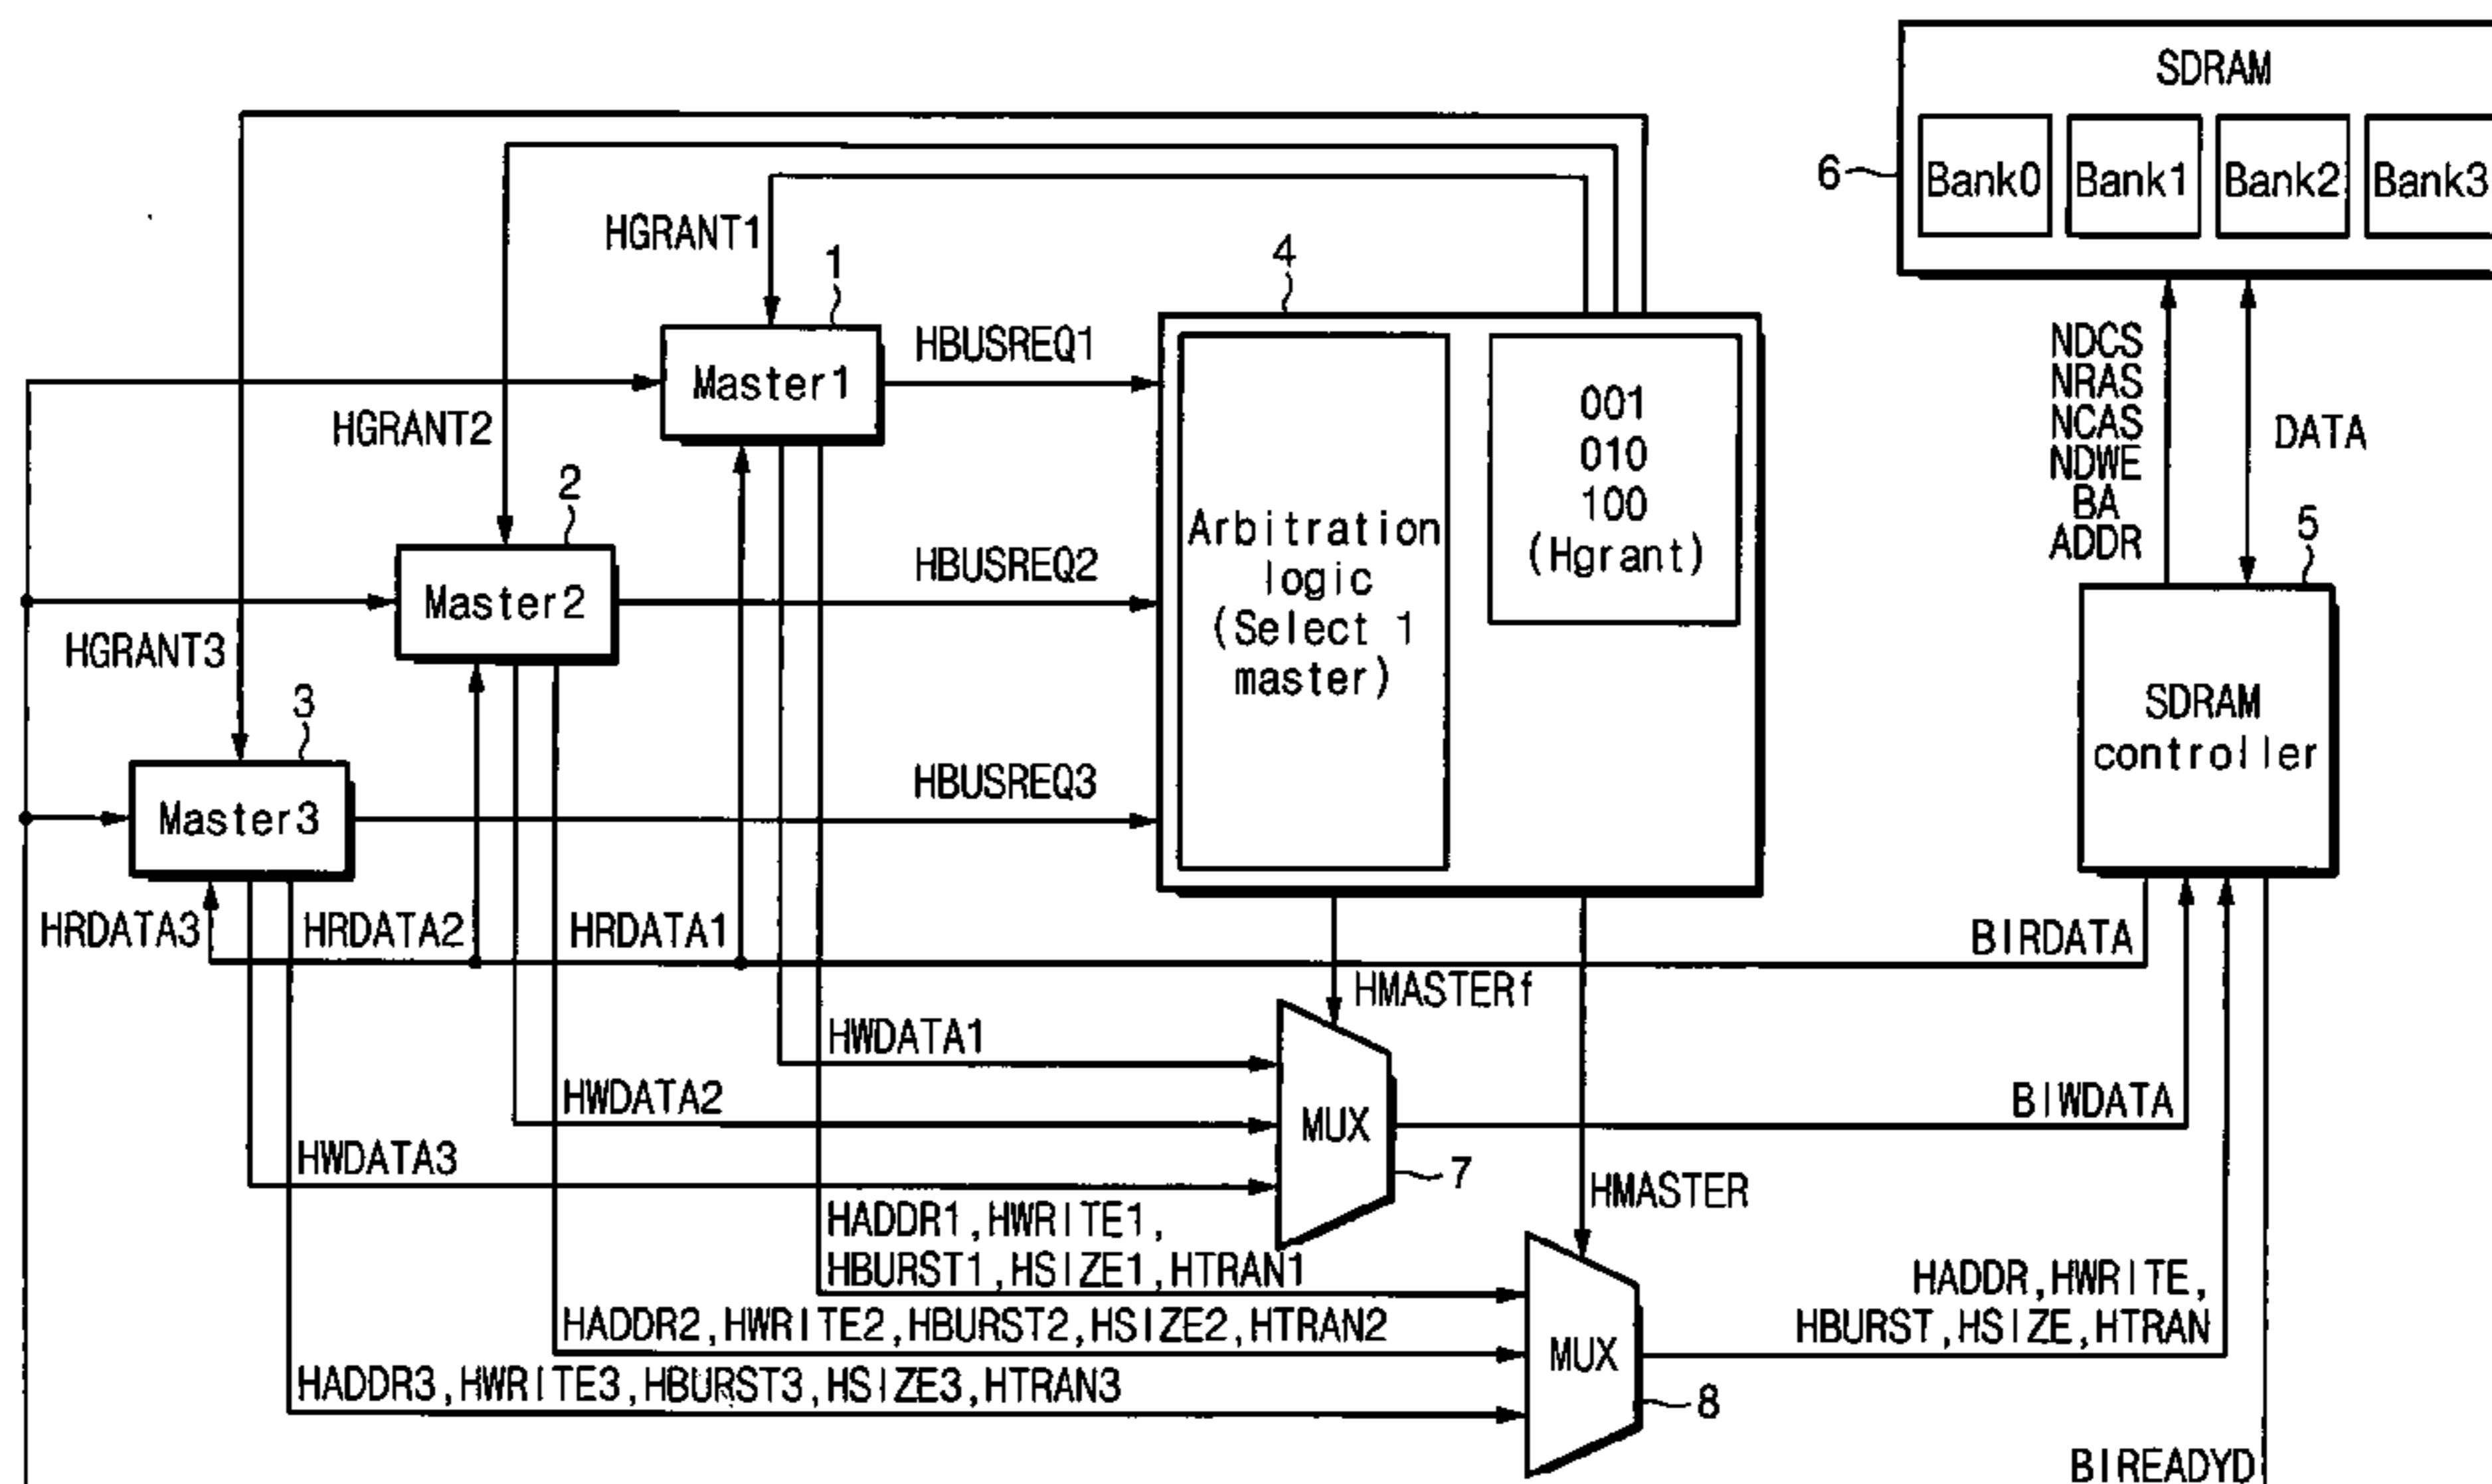 SDRAM
6
Bank0
Bank1
Bank2
Bank3
HGRANT1
1
4
HBUSREQ1
Master1
001
010
100
(Hgrant)
NDCS
NRAS
NCAS
NDWE
BA
ADDR
DATA
5
HGRANT2
2
Arbitration
logic
(Select 1
master)
HBUSREQ2
Master2
HGRANT3
3
SDRAM
controller
HBUSREQ3
Master3
HRDATA3
HRDATA2
HRDATA1
BIRDATA
HMASTERf
HWDATA1
HWDATA2
MUX
BIWDATA
HWDATA3
7
HMASTER
HADDR1,HWRITE1,
HBURST1,HSIZE1,HTRAN1
HADDR,HWRITE,
HBURST,HSIZE,HTRAN
HADDR2,HWRITE2,HBURST2,HSIZE2,HTRAN2
MUX
HADDR3,HWRITE3,HBURST3,HSIZE3,HTRAN3
8
BIREADYD